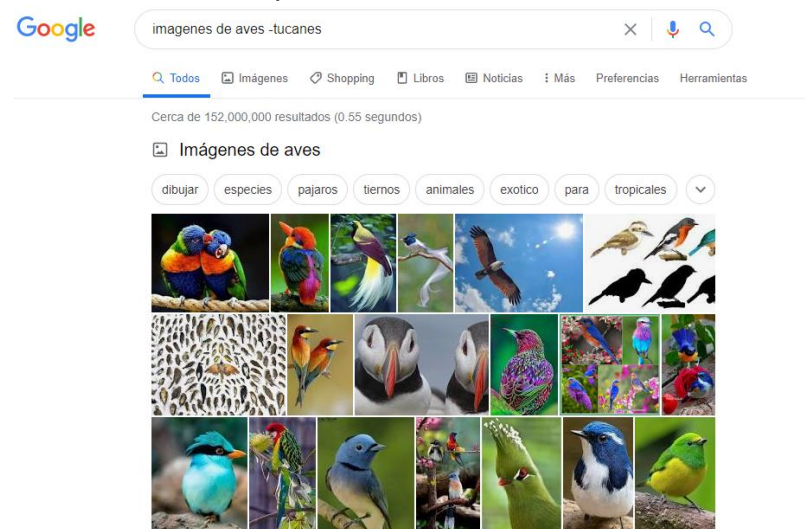 Google
imagenes de aves -tucanes
Todos Imágenes Shopping Libros Noticias Más Preferencias Herramientas
Cerca de 152,000,000 resultados (0.55 segundos)
Imágenes de aves
dibujar especies pajaros tiernos animales exotico para tropicales